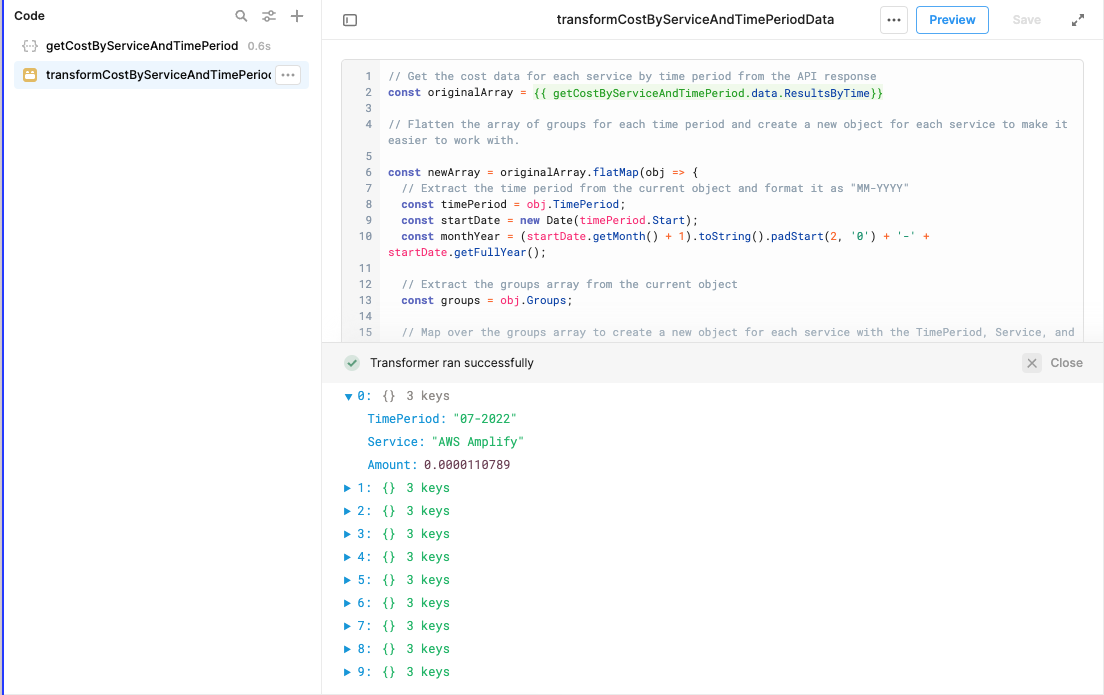 Code
getCostByServiceAndTimePeriod 0.6s
transformCostByServiceAndTimePeriod
transformCostByServiceAndTimePeriodData
Preview
Save
1 // Get the cost data for each service by time period from the API response
2 const originalArray = {{ getCostByServiceAndTimePeriod.data.ResultsByTime}}
3
4 // Flatten the array of groups for each time period and create a new object for each service to make it
easier to work with.
5
6 const newArray = originalArray.flatMap(obj => {
7 // Extract the time period from the current object and format it as "MM-YYYY"
8 const timePeriod = obj.TimePeriod;
9 const startDate = new Date(timePeriod.Start);
10 const monthYear = (startDate.getMonth() + 1).toString().padStart(2, '0') + '-' +
startDate.getFullYear();
11
12 // Extract the groups array from the current object
13 const groups = obj.Groups;
14
15 // Map over the groups array to create a new object for each service with the TimePeriod, Service, and
Transformer ran successfully
Close
0: {} 3 keys
TimePeriod: "07-2022"
Service: "AWS Amplify"
Amount: 0.0000110789
1: {} 3 keys
2: {} 3 keys
3: {} 3 keys
4: {} 3 keys
5: {} 3 keys
6: {} 3 keys
7: {} 3 keys
8: {} 3 keys
9: {} 3 keys